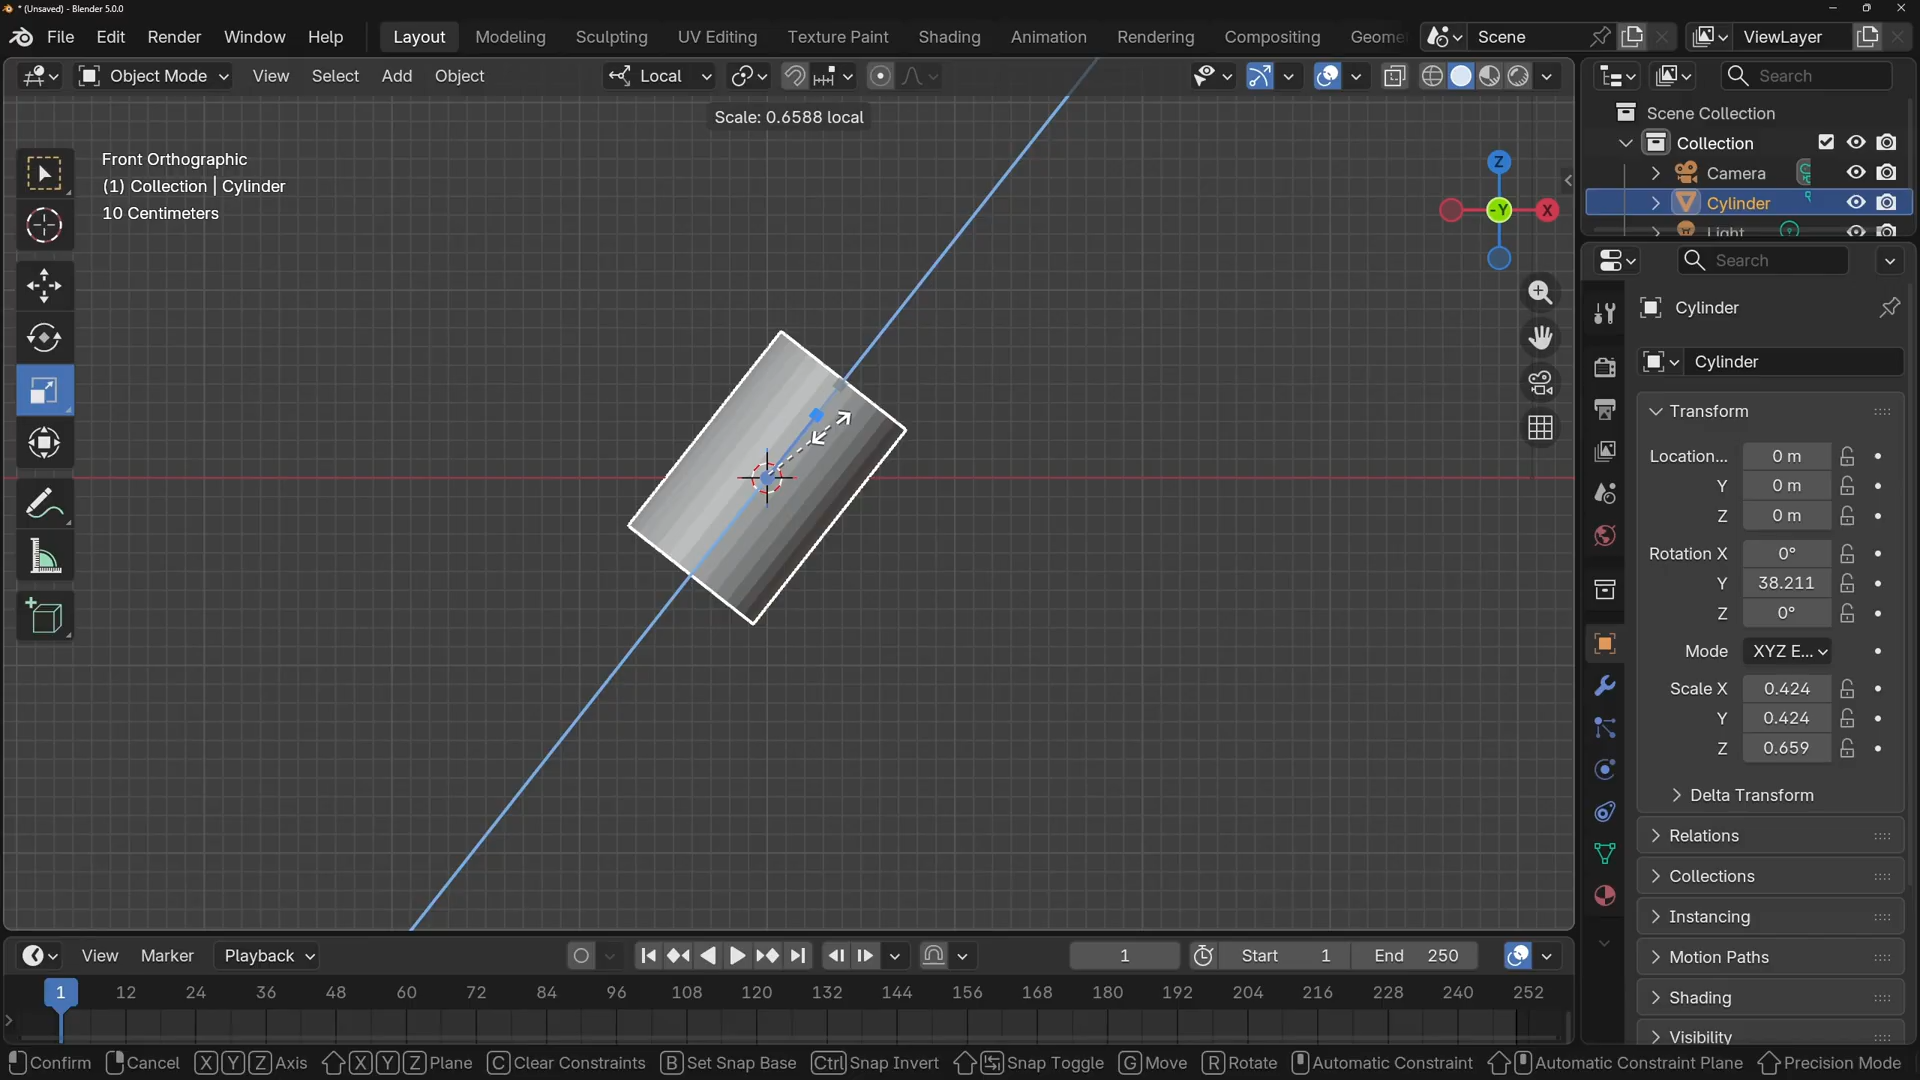 * (Unsaved) - Blender 5.0.0
File Edit Render Window Help Layout Modeling Sculpting UV Editing Texture Paint Shading Animation Rendering Compositing Geome Scene ViewLayer
Object Mode View Select Add Object Local Search
Scale: 0.6588 local
Scene Collection
Collection
Camera
Cylinder
Light
Front Orthographic
(1) Collection | Cylinder
10 Centimeters
Z
-Y
X
Search
Cylinder
Cylinder
Transform
Location... 0 m
Y 0 m
Z 0 m
Rotation X 0°
Y 38.211
Z 0°
Mode XYZ E...
Scale X 0.424
Y 0.424
Z 0.659
Delta Transform
Relations
Collections
Instancing
Motion Paths
Shading
Visibility
View Marker Playback 1 Start 1 End 250
1 12 24 36 48 60 72 84 96 108 120 132 144 156 168 180 192 204 216 228 240 252
Confirm Cancel X Y Z Axis X Y Z Plane C Clear Constraints B Set Snap Base Ctrl Snap Invert Snap Toggle G Move R Rotate Automatic Constraint Automatic Constraint Plane Precision Mode